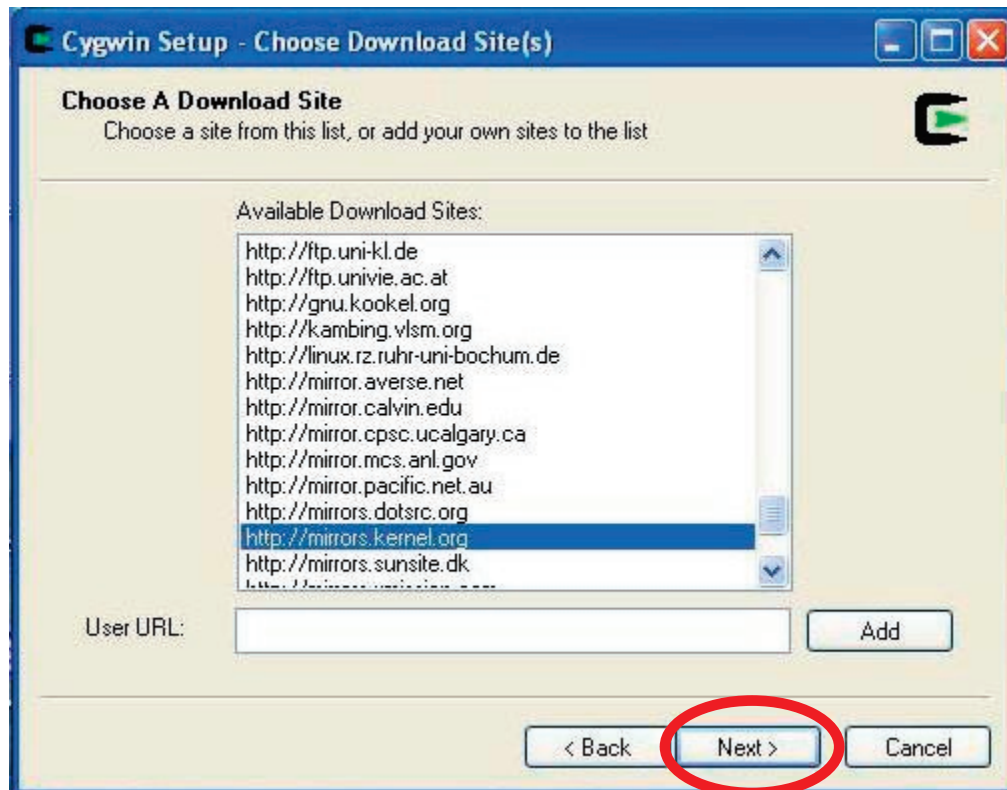 Cygwin Setup - Choose Download Site(s)
Choose A Download Site
Choose a site from this list, or add your own sites to the list
Available Download Sites:
http://ftp.uni-kl.de
http://ftp.univie.ac.at
http://gnu.kookel.org
http://kambing.vlsm.org
http://linux.rz.ruhr-uni-bochum.de
http://mirror.averse.net
http://mirror.calvin.edu
http://mirror.cpsc.ucalgary.ca
http://mirror.mcs.anl.gov
http://mirror.pacific.net.au
http://mirrors.dotsrc.org
http://mirrors.kernel.org
http://mirrors.sunsite.dk
User URL:
Add
< Back
Next >
Cancel